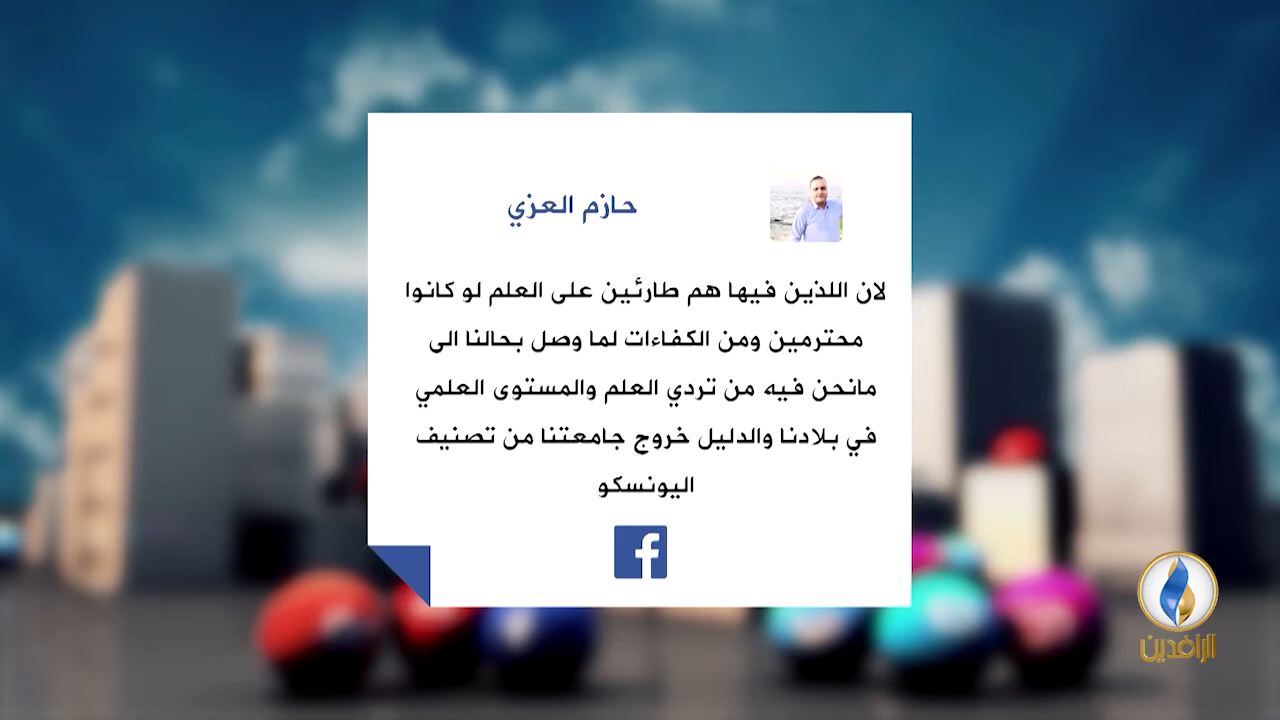 حازم العزي
لان اللذين فيها هم طارئين على العلم لو كانوا
محترمين ومن الكفاءات لما وصل بحالنا الى
مانحن فيه من تردي العلم والمستوى العلمي
في بلادنا والدليل خروج جامعتنا من تصنيف
اليونسكو
f
الرافدين